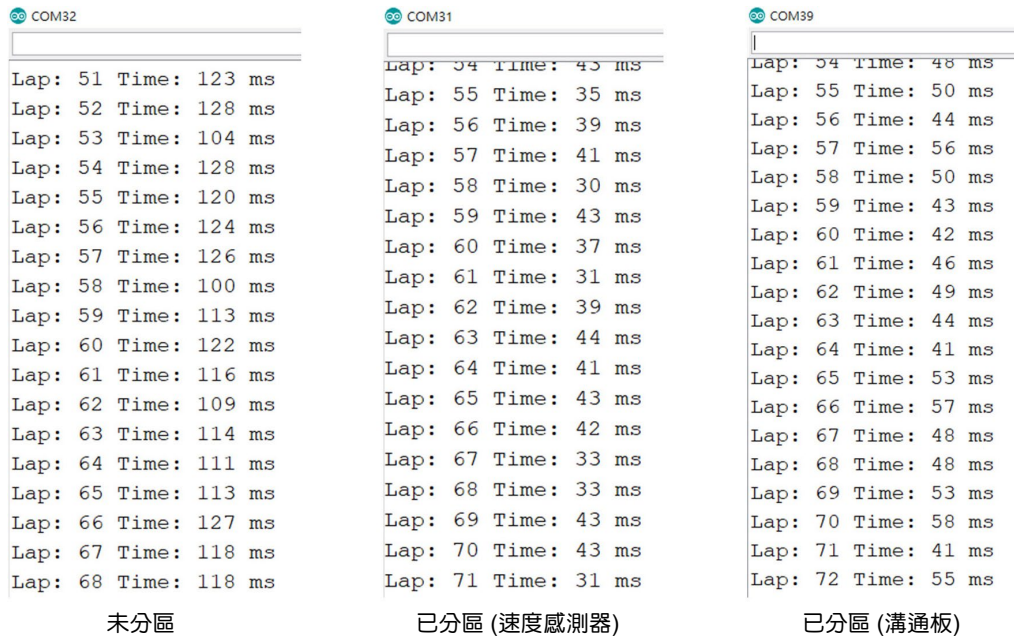 COM32
Lap: 51 Time: 123 ms
Lap: 52 Time: 128 ms
Lap: 53 Time: 104 ms
Lap: 54 Time: 128 ms
Lap: 55 Time: 120 ms
Lap: 56 Time: 124 ms
Lap: 57 Time: 126 ms
Lap: 58 Time: 100 ms
Lap: 59 Time: 113 ms
Lap: 60 Time: 122 ms
Lap: 61 Time: 116 ms
Lap: 62 Time: 109 ms
Lap: 63 Time: 114 ms
Lap: 64 Time: 111 ms
Lap: 65 Time: 113 ms
Lap: 66 Time: 127 ms
Lap: 67 Time: 118 ms
Lap: 68 Time: 118 ms
未分區
COM31
Lap: 54 Time: 43 ms
Lap: 55 Time: 35 ms
Lap: 56 Time: 39 ms
Lap: 57 Time: 41 ms
Lap: 58 Time: 30 ms
Lap: 59 Time: 43 ms
Lap: 60 Time: 37 ms
Lap: 61 Time: 31 ms
Lap: 62 Time: 39 ms
Lap: 63 Time: 44 ms
Lap: 64 Time: 41 ms
Lap: 65 Time: 43 ms
Lap: 66 Time: 42 ms
Lap: 67 Time: 33 ms
Lap: 68 Time: 33 ms
Lap: 69 Time: 43 ms
Lap: 70 Time: 43 ms
Lap: 71 Time: 31 ms
已分區 (速度感測器)
COM39
Lap: 54 Time: 48 ms
Lap: 55 Time: 50 ms
Lap: 56 Time: 44 ms
Lap: 57 Time: 56 ms
Lap: 58 Time: 50 ms
Lap: 59 Time: 43 ms
Lap: 60 Time: 42 ms
Lap: 61 Time: 46 ms
Lap: 62 Time: 49 ms
Lap: 63 Time: 44 ms
Lap: 64 Time: 41 ms
Lap: 65 Time: 53 ms
Lap: 66 Time: 57 ms
Lap: 67 Time: 48 ms
Lap: 68 Time: 48 ms
Lap: 69 Time: 53 ms
Lap: 70 Time: 58 ms
Lap: 71 Time: 41 ms
Lap: 72 Time: 55 ms
已分區 (溝通板)